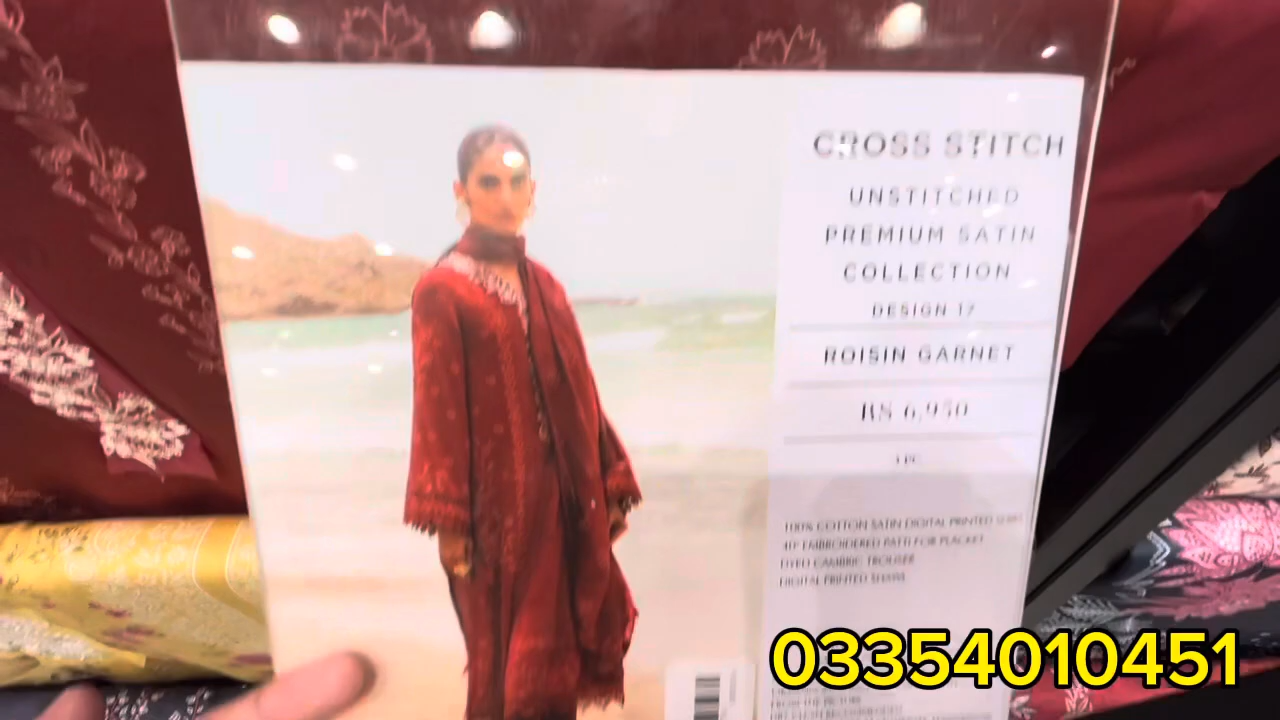 CROSS STITCH
UNSTITCHED
PREMIUM SATIN
COLLECTION
DESIGN 17
ROISIN GARNET
RS 6,950
100% COTTON SATIN DIGITAL PRINTED
EMBROIDERED PATTI FOR PLACKET
DYED CAMBRIC TROUSER
DIGITAL PRINTED SHAWL
03354010451